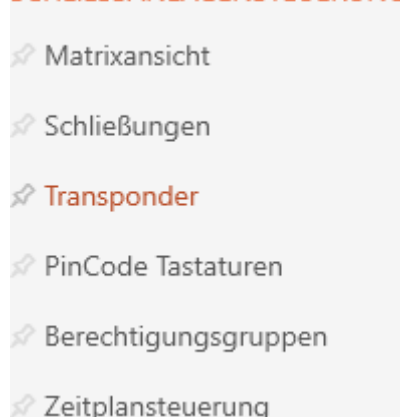 Matrixansicht
Schließungen
Transponder
PinCode Tastaturen
Berechtigungsgruppen
Zeitplansteuerung